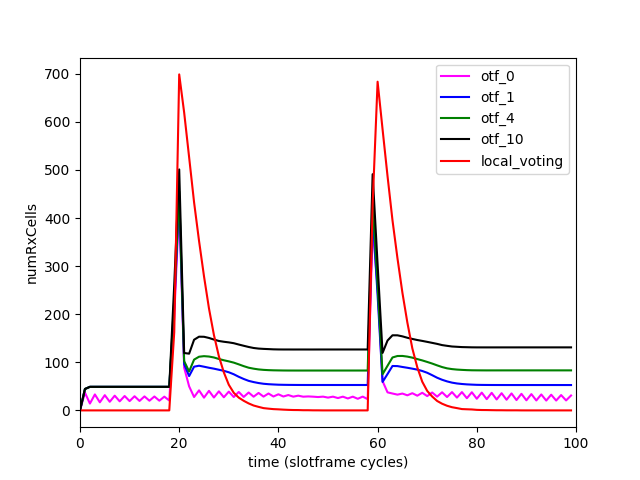 700
600
500
400
300
200
100
0
numRxCells
otf_0
otf_1
otf_4
otf_10
local_voting
0 20 40 60 80 100
time (slotframe cycles)